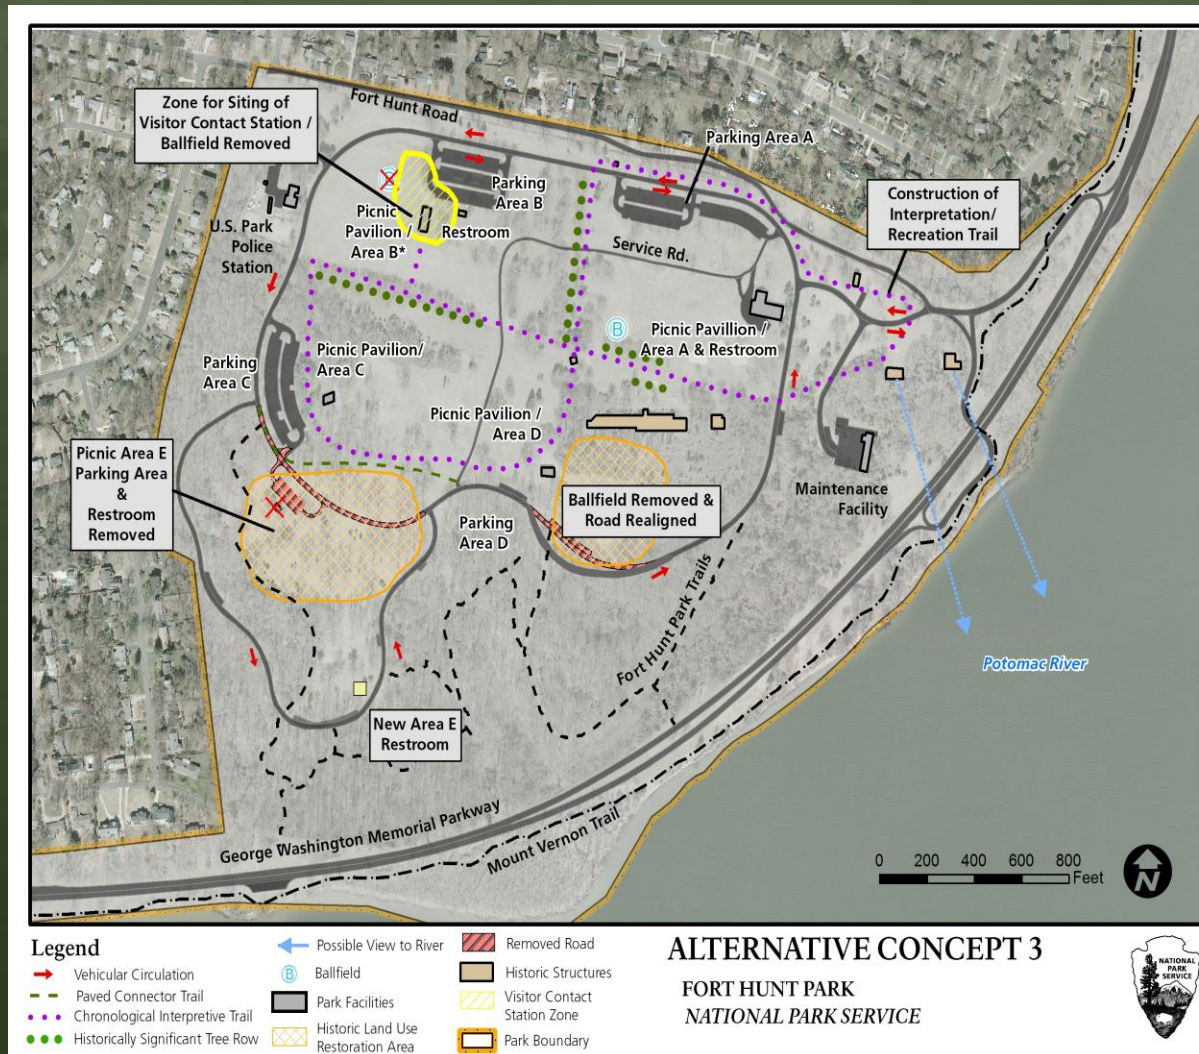 Zone for Siting of
Visitor Contact Station /
Ballfield Removed
Fort Hunt Road
Parking Area A
Parking
Area B
Construction of
Interpretation/
Recreation Trail
B
Picnic
Pavilion /
Area B*
Restroom
U.S. Park
Police
Station
Service Rd.
B
Picnic Pavillion /
Area A & Restroom
Parking
Area C
Picnic Pavilion/
Area C
Picnic Pavilion /
Area D
Picnic Area E
Parking Area
&
Restroom
Removed
Ballfield Removed &
Road Realigned
Maintenance
Facility
Parking
Area D
Fort Hunt Park Trails
Potomac River
New Area E
Restroom
George Washington Memorial Parkway
Mount Vernon Trail
0 200 400 600 800
Feet
N
Legend
Vehicular Circulation
Paved Connector Trail
Chronological Interpretive Trail
Historically Significant Tree Row
Possible View to River
B Ballfield
Park Facilities
Historic Land Use
Restoration Area
Removed Road
Historic Structures
Visitor Contact
Station Zone
Park Boundary
ALTERNATIVE CONCEPT 3
FORT HUNT PARK
NATIONAL PARK SERVICE
NATIONAL
PARK
SERVICE